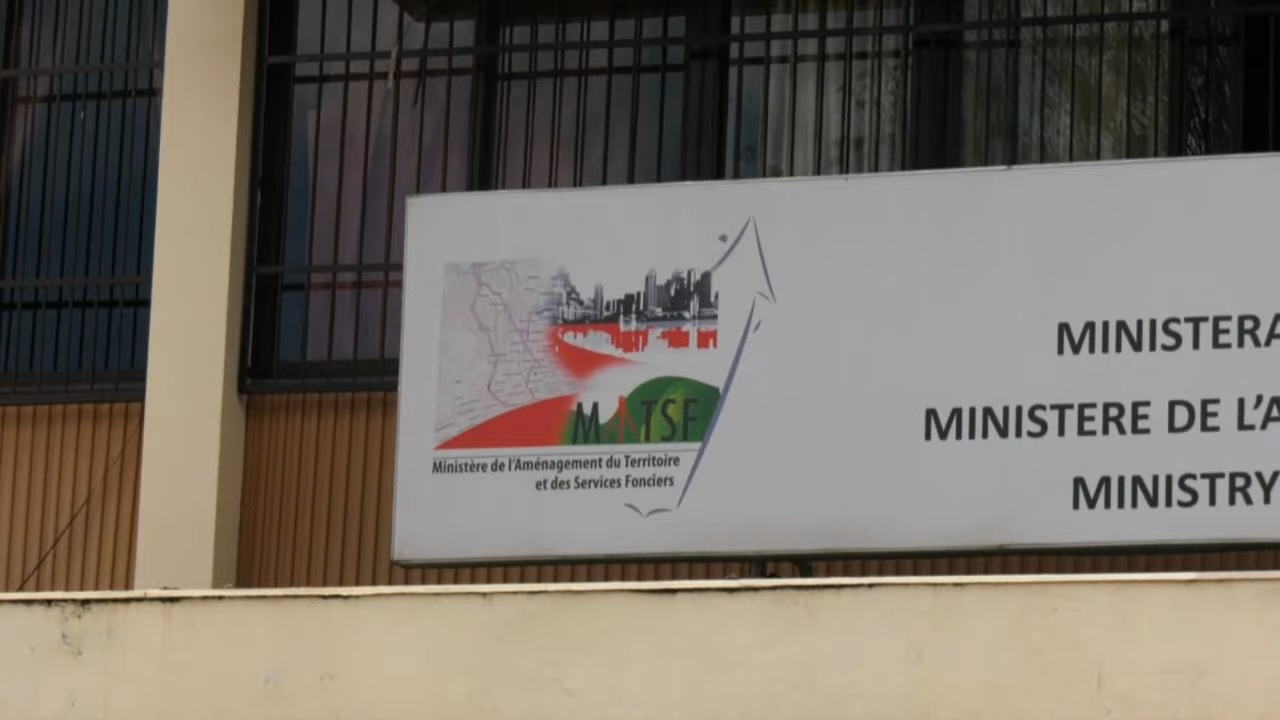 MATSF
Ministère de l'Aménagement du Territoire
et des Services Fonciers
MINISTERA
MINISTERE DE L'A
MINISTRY